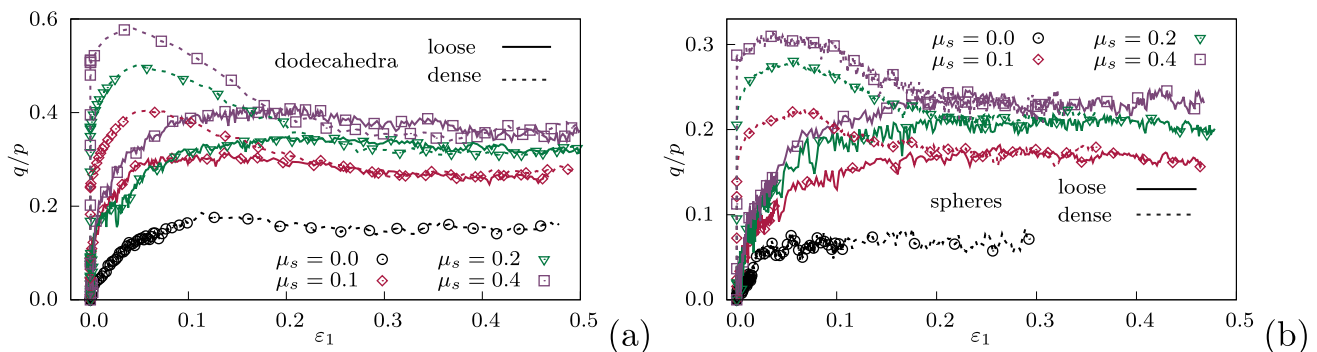 0.6
0.4
0.2
0.0
q/p
dodecahedra
loose
dense
μs = 0.0
μs = 0.1
μs = 0.2
μs = 0.4
0.0 0.1 0.2 0.3 0.4 0.5
ε1
(a)
0.3
0.2
0.1
0.0
q/p
μs = 0.0
μs = 0.1
μs = 0.2
μs = 0.4
spheres
loose
dense
0.0 0.1 0.2 0.3 0.4 0.5
ε1
(b)